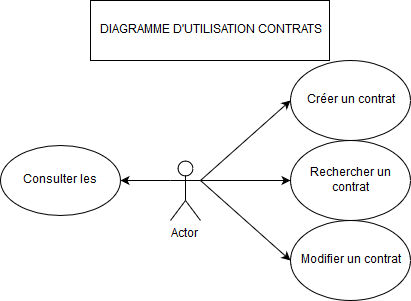 DIAGRAMME D'UTILISATION CONTRATS
Créer un contrat
Consulter les
Rechercher un
contrat
Actor
Modifier un contrat